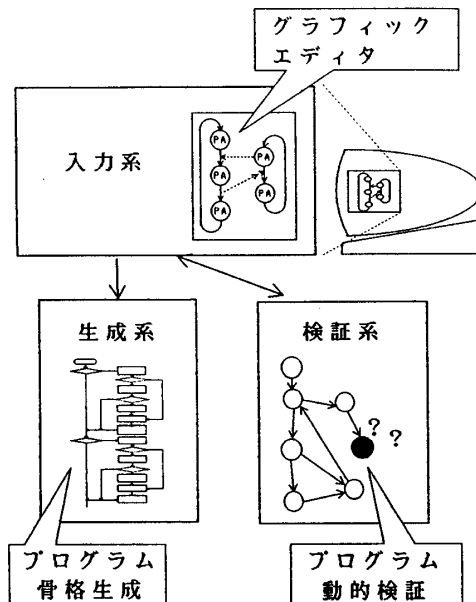 グラフィック
エディタ
入力系
PA
PA
PA
PA
PA
生成系
検証系
? ?
プログラム
骨格生成
プログラム
動的検証